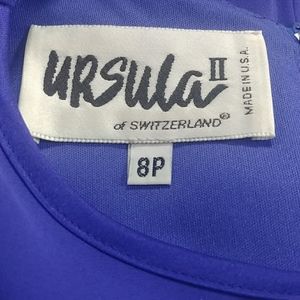 URSULA II
of SWITZERLAND®
MADE IN U.S.A.
8P